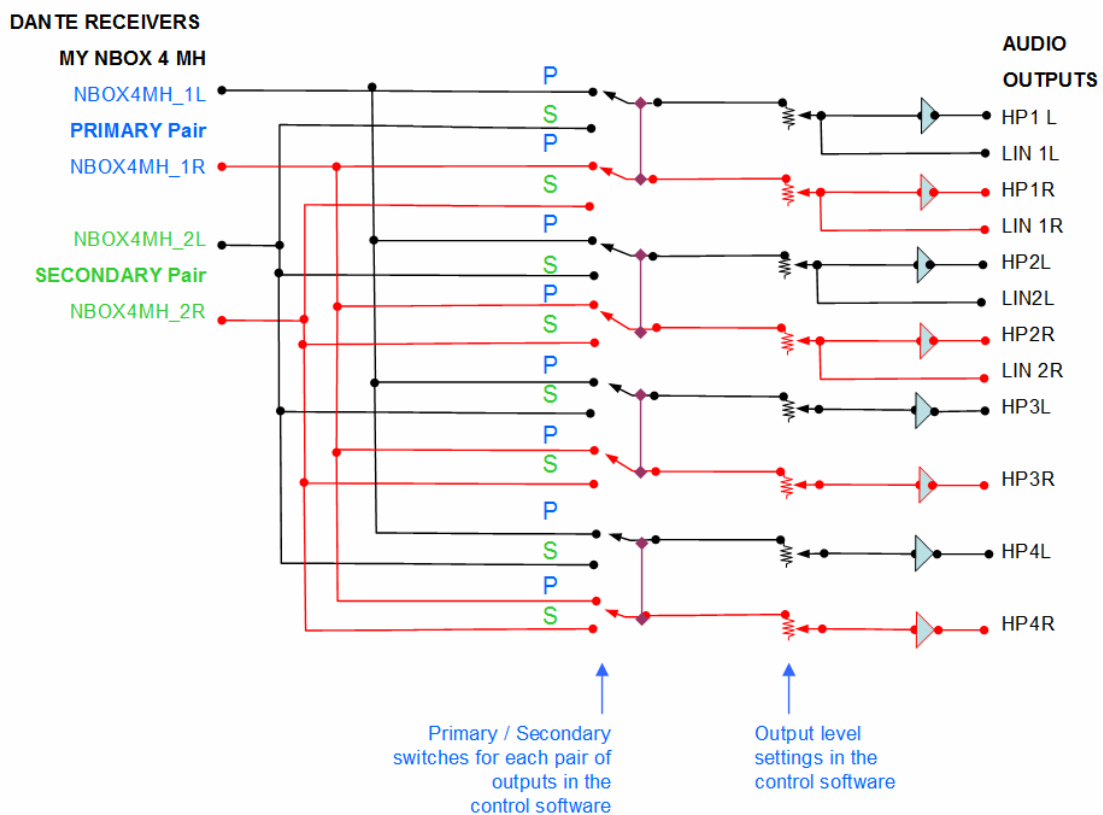 DANTE RECEIVERS
MY NBOX 4 MH
NBOX4MH_1L
PRIMARY Pair
NBOX4MH_1R
NBOX4MH_2L
SECONDARY Pair
NBOX4MH_2R
P
S
P
S
P
S
P
S
P
S
P
S
P
S
P
S
AUDIO
OUTPUTS
HP1 L
LIN 1L
HP1R
LIN 1R
HP2L
LIN2L
HP2R
LIN 2R
HP3L
HP3R
HP4L
HP4R
Primary / Secondary
switches for each pair of
outputs in the
control software
Output level
settings in the
control software